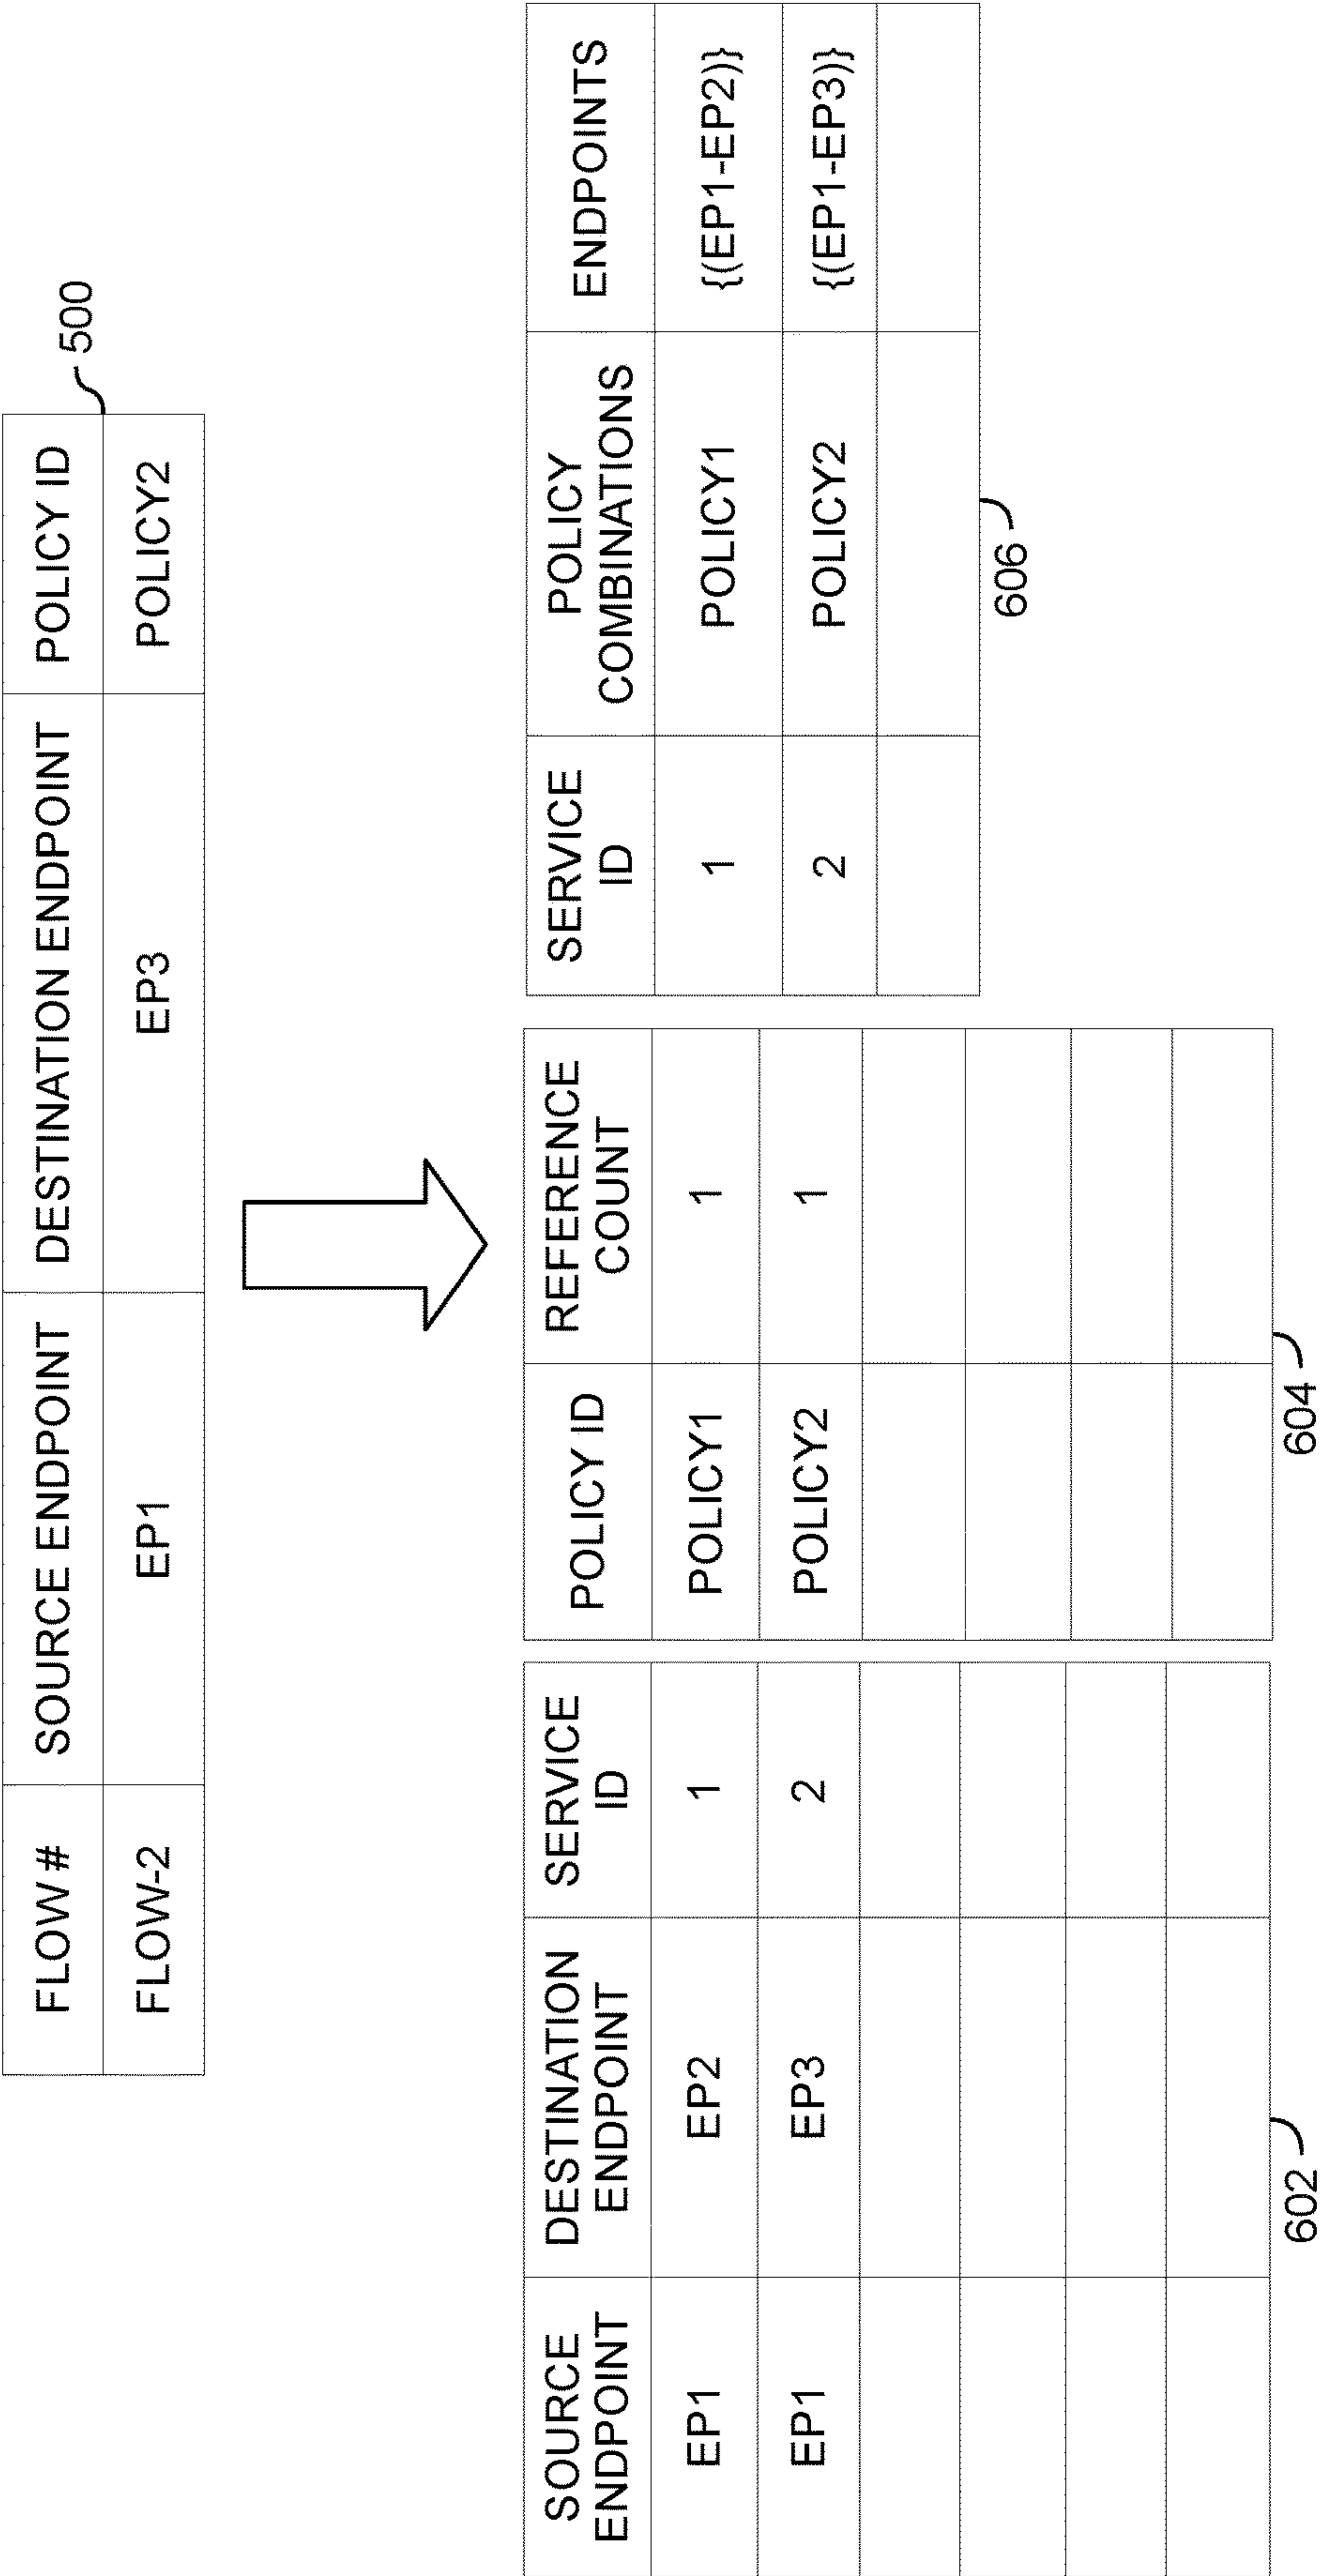 FLOW # SOURCE ENDPOINT DESTINATION ENDPOINT POLICY ID
FLOW-2 EP1 EP3 POLICY2
500
SOURCE
ENDPOINT
DESTINATION
ENDPOINT
SERVICE
ID
EP1 EP2 1
EP1 EP3 2
602
POLICY ID
REFERENCE
COUNT
POLICY1 1
POLICY2 1
604
SERVICE
ID
POLICY
COMBINATIONS
ENDPOINTS
1 POLICY1 {(EP1-EP2)}
2 POLICY2 {(EP1-EP3)}
606